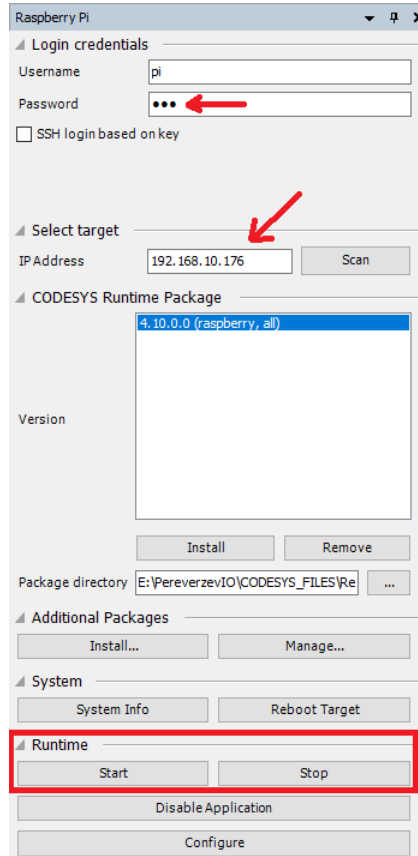 Raspberry Pi
Login credentials
Username pi
Password •••
SSH login based on key
Select target
IP Address 192.168.10.176 Scan
CODESYS Runtime Package
4.10.0.0 (raspberry, all)
Version
Install Remove
Package directory E:\PereverzevIO\CODESYS_FILES\Re ...
Additional Packages
Install... Manage...
System
System Info Reboot Target
Runtime
Start Stop
Disable Application
Configure